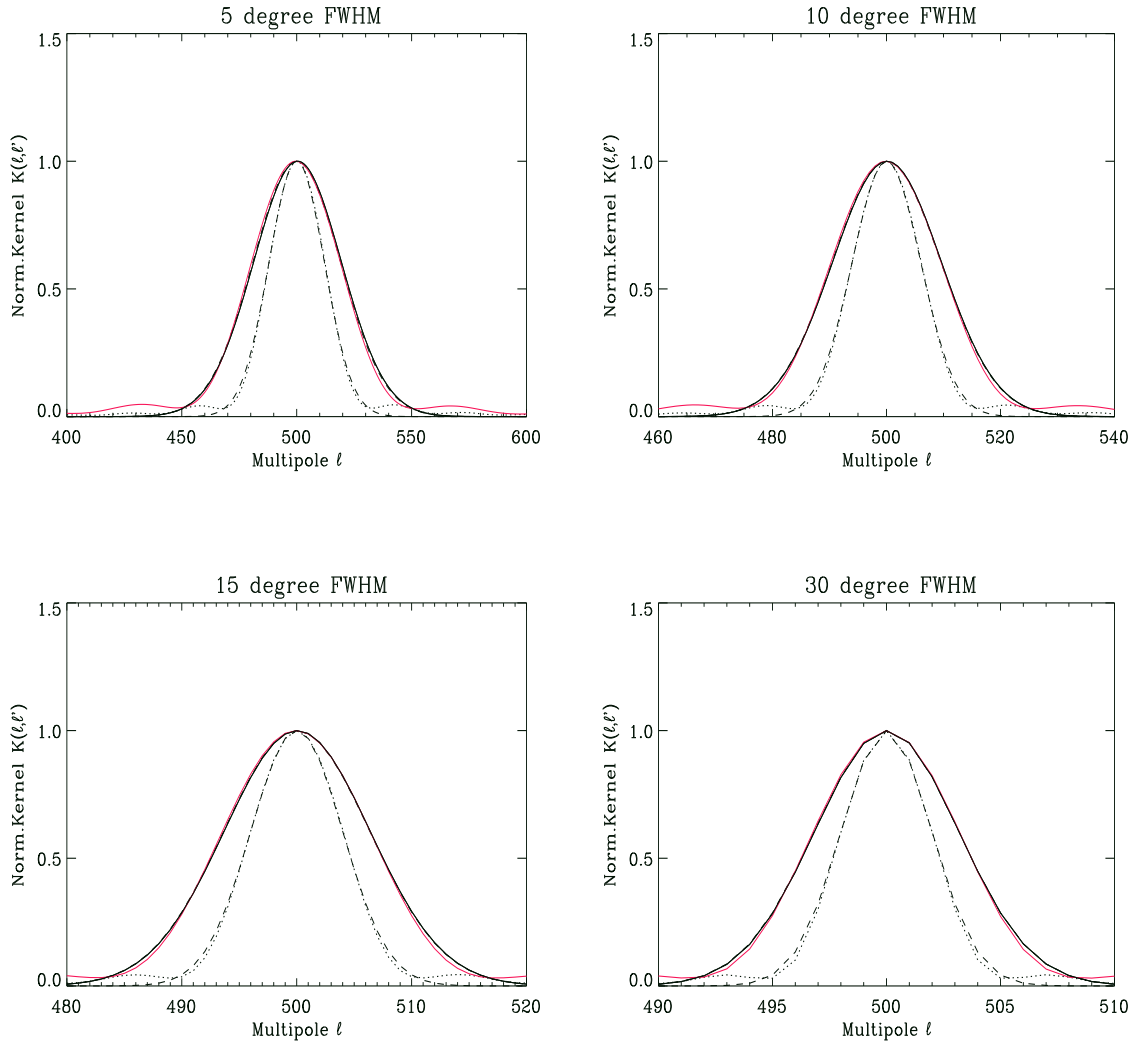 5 degree FWHM
1.5
1.0
0.5
0.0
Norm.Kernel K(ℓ,ℓ')
400 450 500 550 600
Multipole ℓ
10 degree FWHM
1.5
1.0
0.5
0.0
Norm.Kernel K(ℓ,ℓ')
460 480 500 520 540
Multipole ℓ
15 degree FWHM
1.5
1.0
0.5
0.0
Norm.Kernel K(ℓ,ℓ')
480 490 500 510 520
Multipole ℓ
30 degree FWHM
1.5
1.0
0.5
0.0
Norm.Kernel K(ℓ,ℓ')
490 495 500 505 510
Multipole ℓ